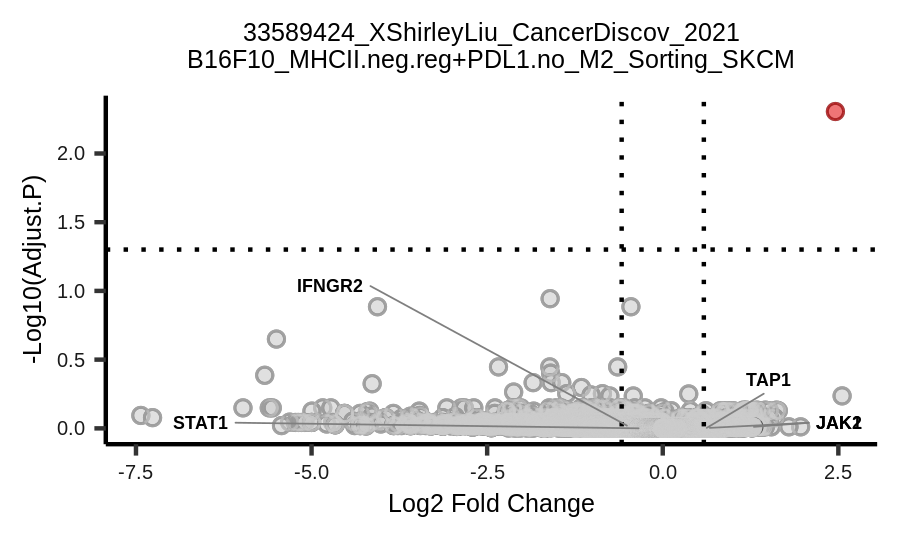 33589424_XShirleyLiu_CancerDiscov_2021
B16F10_MHCII.neg.reg+PDL1.no_M2_Sorting_SKCM
-Log10(Adjust.P)
2.0
1.5
1.0
0.5
0.0
IFNGR2
TAP1
STAT1
-7.5
-5.0
-2.5
0.0
2.5
Log2 Fold Change